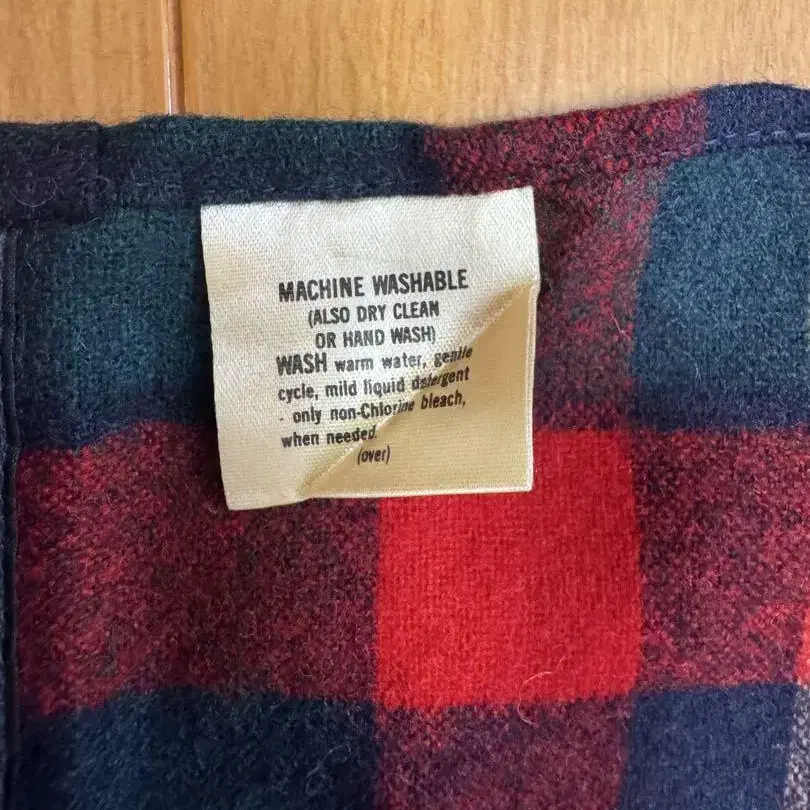 MACHINE WASHABLE
(ALSO DRY CLEAN
OR HAND WASH)
WASH warm water, gentle
cycle, mild liquid detergent
- only non-Chlorine bleach,
when needed.
(over)